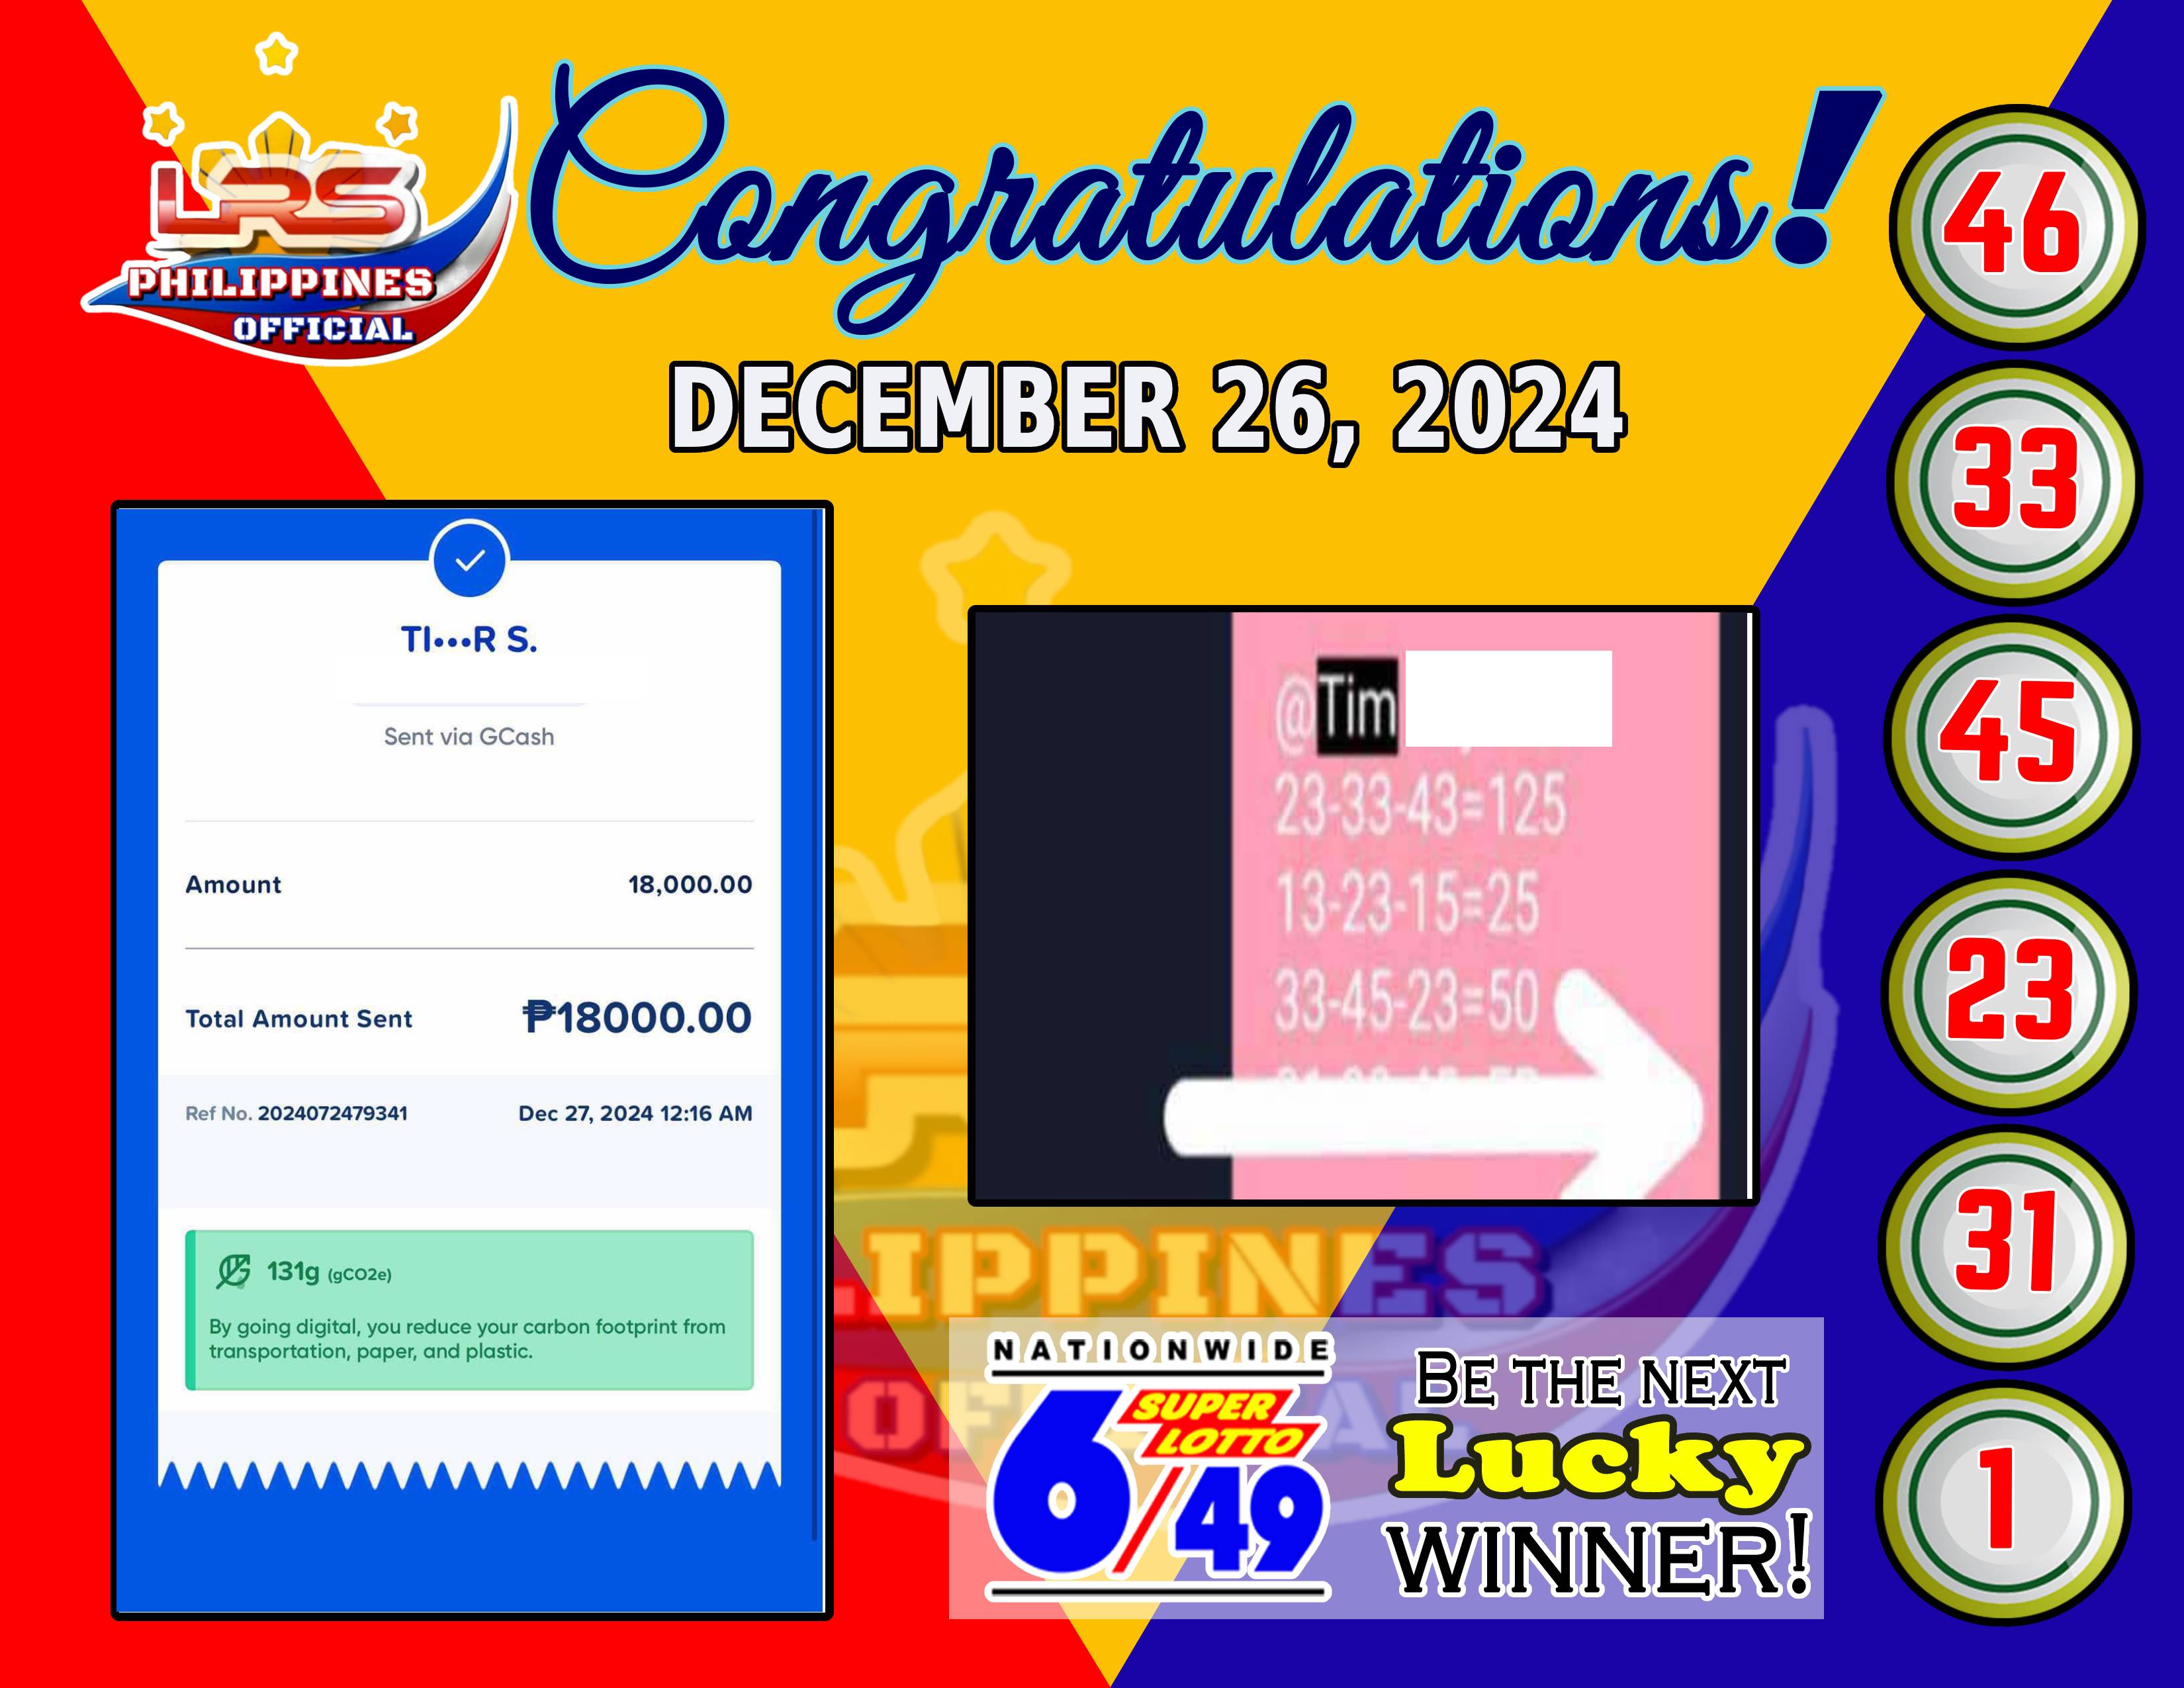 LRS
PHILIPPINES
OFFICIAL
Congratulations!
DECEMBER 26, 2024
TI•••R S.
Sent via GCash
Amount 18,000.00
Total Amount Sent ₱18000.00
Ref No. 2024072479341 Dec 27, 2024 12:16 AM
131g (gCO2e)
By going digital, you reduce your carbon footprint from
transportation, paper, and plastic.
@Tim
23-33-43=125
13-23-15=25
33-45-23=50
NATIONWIDE
SUPER
LOTTO
6/49
BE THE NEXT
Lucky
WINNER!
46
33
45
23
31
1
IPPINES